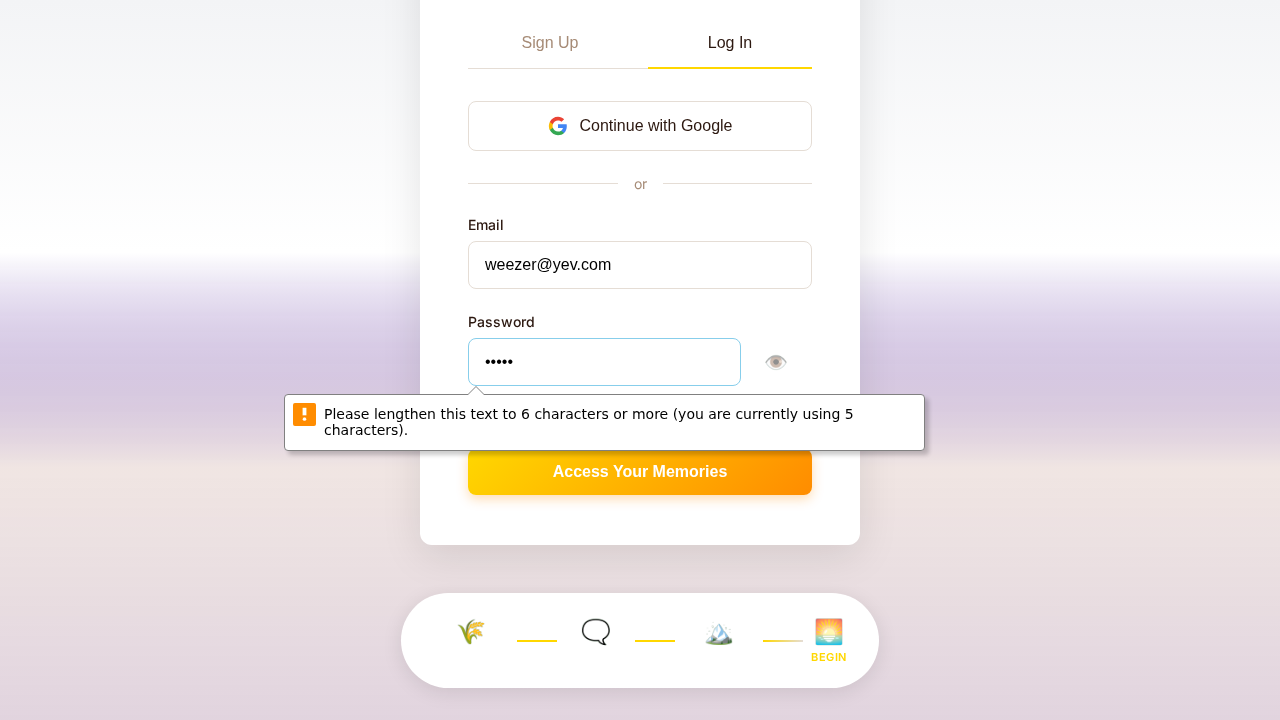 Sign Up
Log In
Continue with Google
or
Email
weezer@yev.com
Password
•••••
Please lengthen this text to 6 characters or more (you are currently using 5
characters).
Access Your Memories
BEGIN